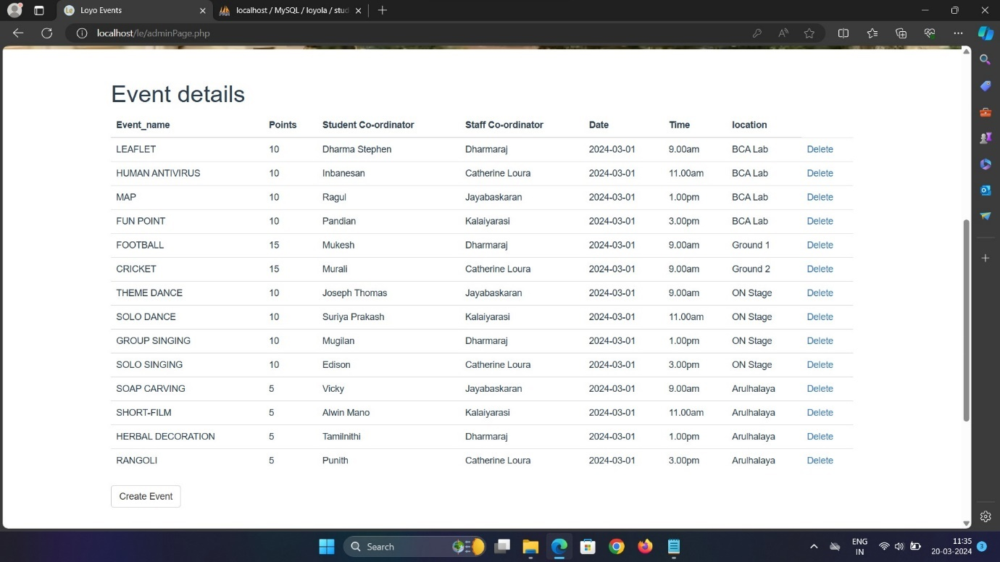 Loyo Events
localhost / MySQL / loyola / stud
localhost/le/adminPage.php
Event details
Event_name Points Student Co-ordinator Staff Co-ordinator Date Time location
LEAFLET 10 Dharma Stephen Dharmaraj 2024-03-01 9.00am BCA Lab Delete
HUMAN ANTIVIRUS 10 Inbanesan Catherine Loura 2024-03-01 11.00am BCA Lab Delete
MAP 10 Ragul Jayabaskaran 2024-03-01 1.00pm BCA Lab Delete
FUN POINT 10 Pandian Kalaiyarasi 2024-03-01 3.00pm BCA Lab Delete
FOOTBALL 15 Mukesh Dharmaraj 2024-03-01 9.00am Ground 1 Delete
CRICKET 15 Murali Catherine Loura 2024-03-01 9.00am Ground 2 Delete
THEME DANCE 10 Joseph Thomas Jayabaskaran 2024-03-01 9.00am ON Stage Delete
SOLO DANCE 10 Suriya Prakash Kalaiyarasi 2024-03-01 11.00am ON Stage Delete
GROUP SINGING 10 Mugilan Dharmaraj 2024-03-01 1.00pm ON Stage Delete
SOLO SINGING 10 Edison Catherine Loura 2024-03-01 3.00pm ON Stage Delete
SOAP CARVING 5 Vicky Jayabaskaran 2024-03-01 9.00am Arulhalaya Delete
SHORT-FILM 5 Alwin Mano Kalaiyarasi 2024-03-01 11.00am Arulhalaya Delete
HERBAL DECORATION 5 Tamilnithi Dharmaraj 2024-03-01 1.00pm Arulhalaya Delete
RANGOLI 5 Punith Catherine Loura 2024-03-01 3.00pm Arulhalaya Delete
Create Event
Search
ENG
IN
11:35
20-03-2024
3